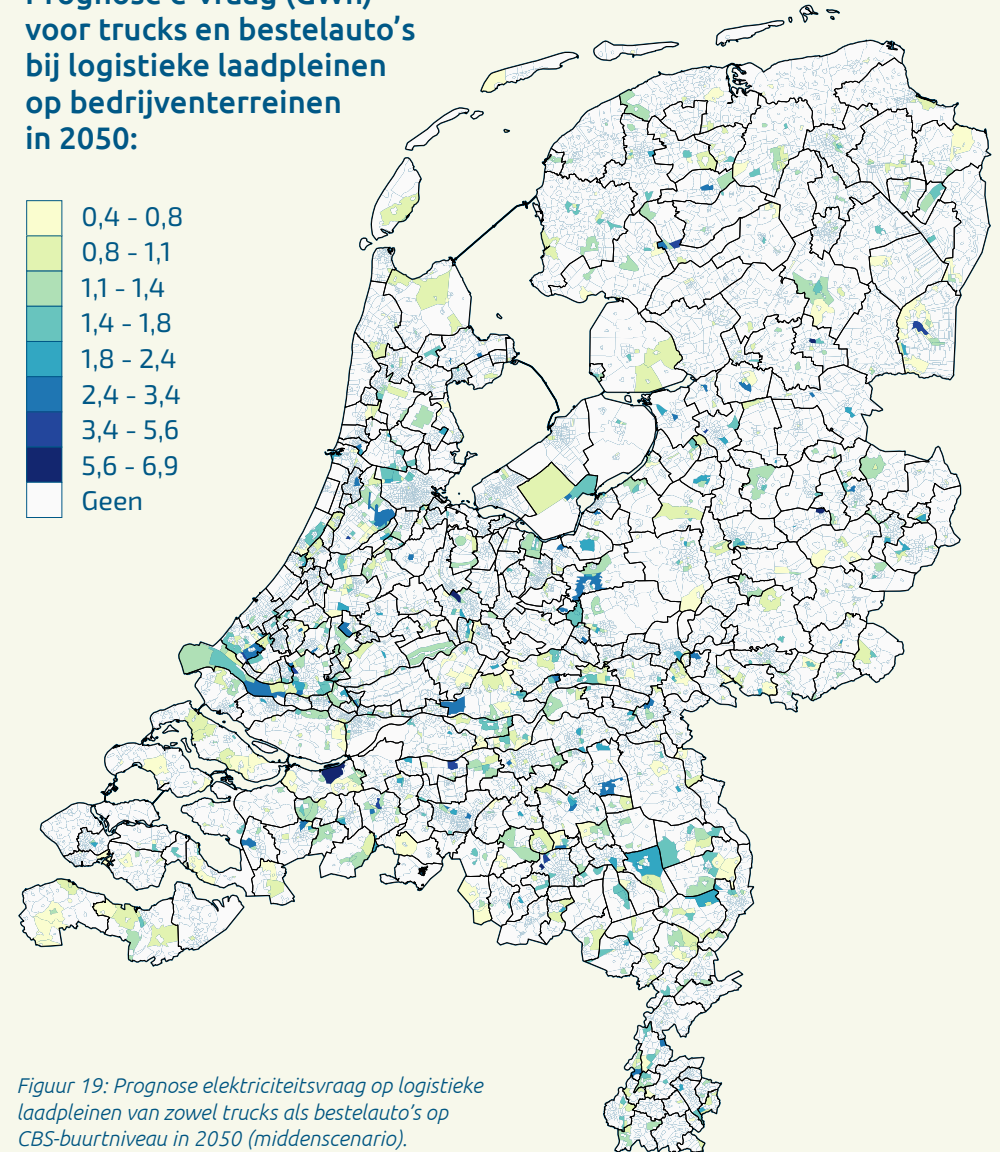 Prognose e-vraag (GWh)
voor trucks en bestelauto's
bij logistieke laadpleinen
op bedrijventerreinen
in 2050:
0,4 - 0,8
0,8 - 1,1
1,1 - 1,4
1,4 - 1,8
1,8 - 2,4
2,4 - 3,4
3,4 - 5,6
5,6 - 6,9
Geen
Figuur 19: Prognose elektriciteitsvraag op logistieke
laadpleinen van zowel trucks als bestelauto's op
CBS-buurtniveau in 2050 (middenscenario).